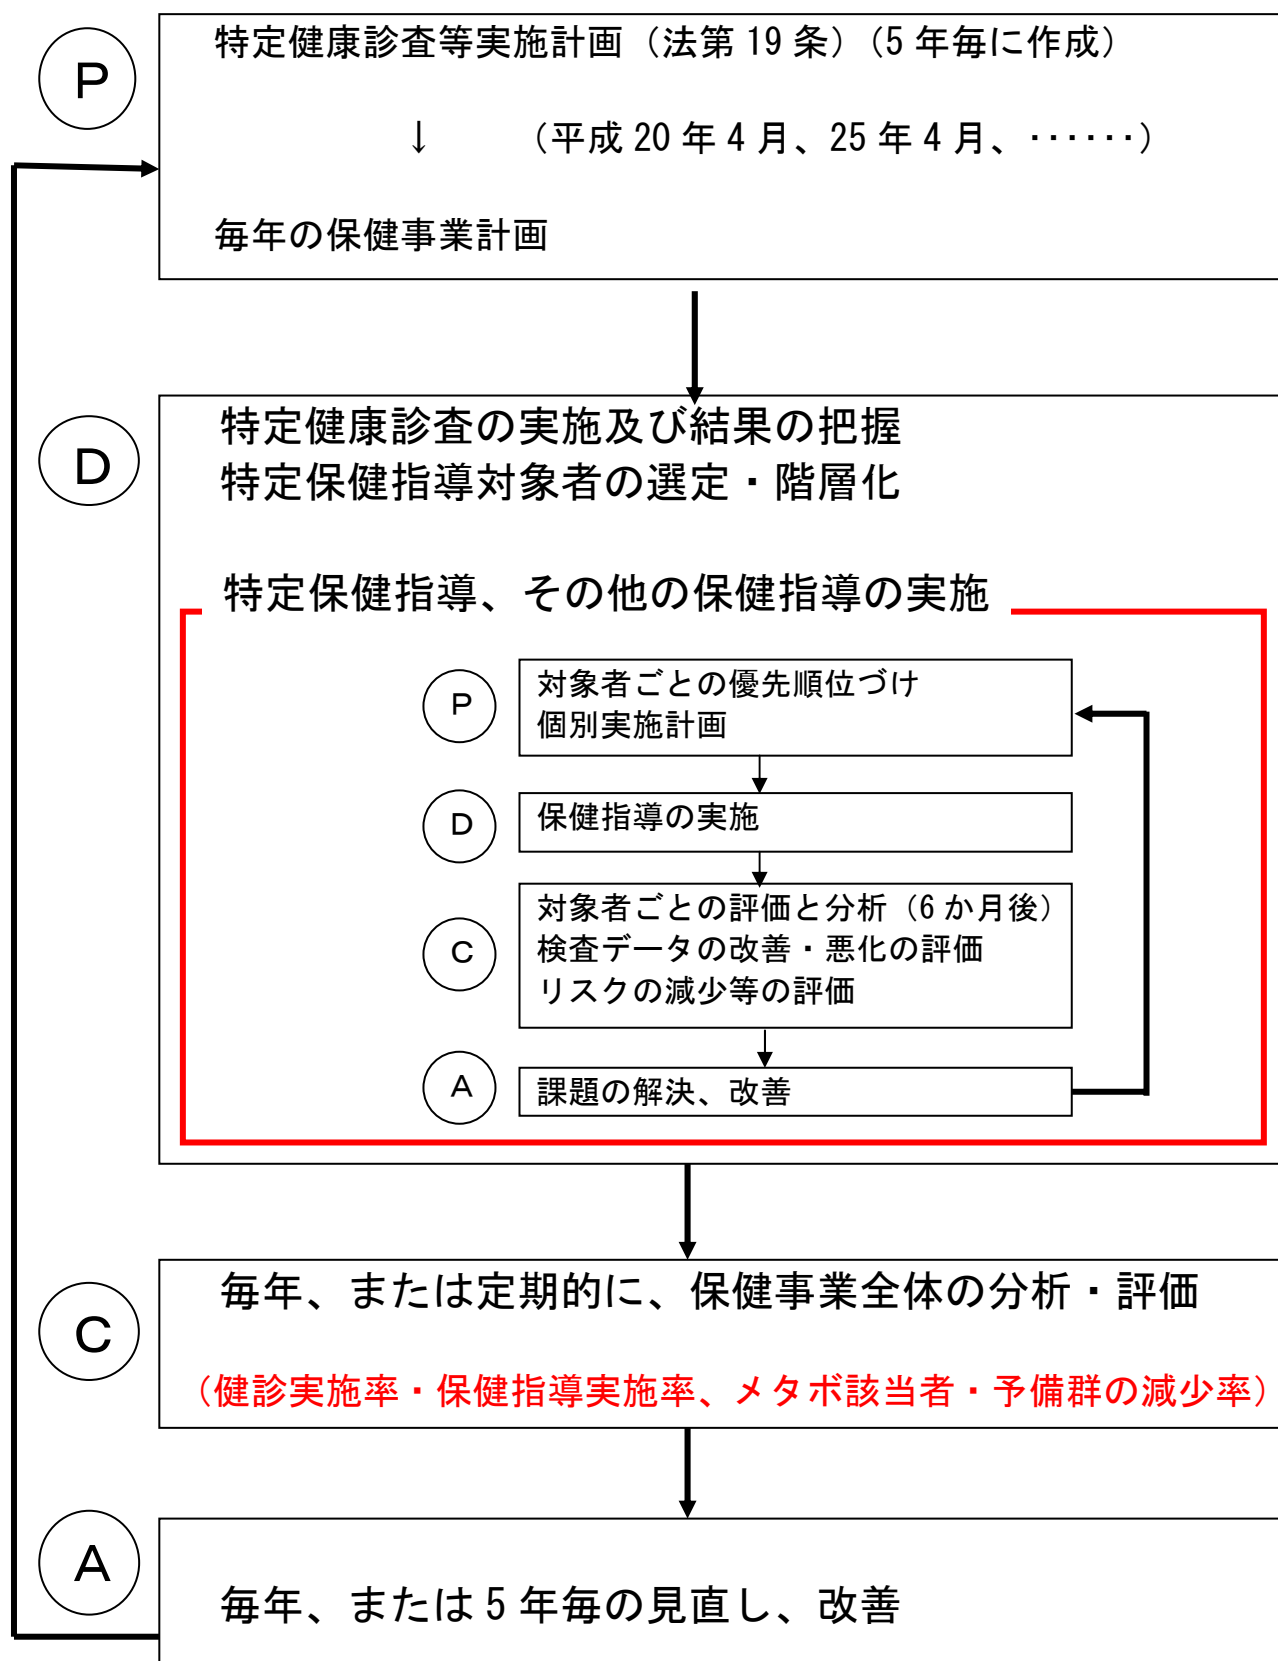 P
特定健康診査等実施計画（法第 19 条）（5 年毎に作成）
↓ （平成 20 年 4 月、25 年 4 月、・・・・・・）
毎年の保健事業計画
D
特定健康診査の実施及び結果の把握
特定保健指導対象者の選定・階層化
特定保健指導、その他の保健指導の実施
P
対象者ごとの優先順位づけ
個別実施計画
D
保健指導の実施
C
対象者ごとの評価と分析（6 か月後）
検査データの改善・悪化の評価
リスクの減少等の評価
A
課題の解決、改善
C
毎年、または定期的に、保健事業全体の分析・評価
（健診実施率・保健指導実施率、メタボ該当者・予備群の減少率）
A
毎年、または 5 年毎の見直し、改善